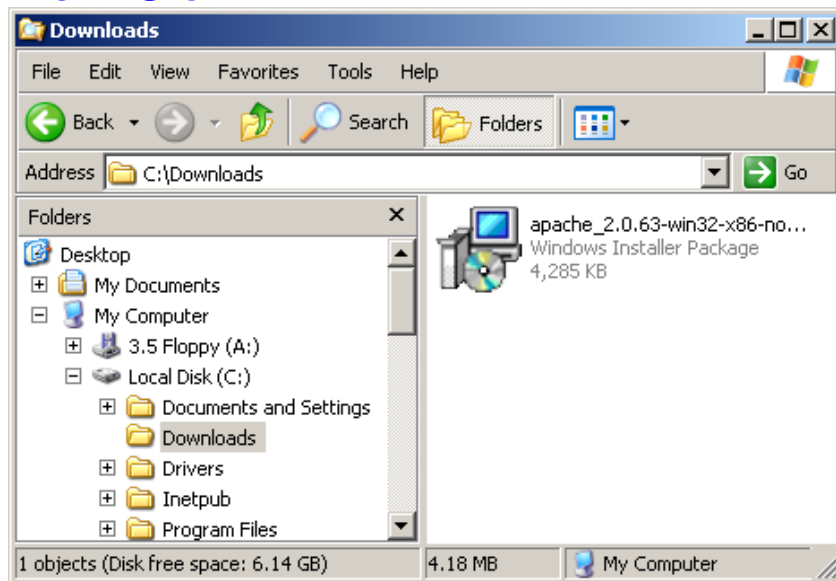 Downloads
File Edit View Favorites Tools Help
Back Search Folders
Address C:\Downloads Go
Folders
Desktop
My Documents
My Computer
3.5 Floppy (A:)
Local Disk (C:)
Documents and Settings
Downloads
Drivers
Inetpub
Program Files
apache_2.0.63-win32-x86-no...
Windows Installer Package
4,285 KB
1 objects (Disk free space: 6.14 GB) 4.18 MB My Computer